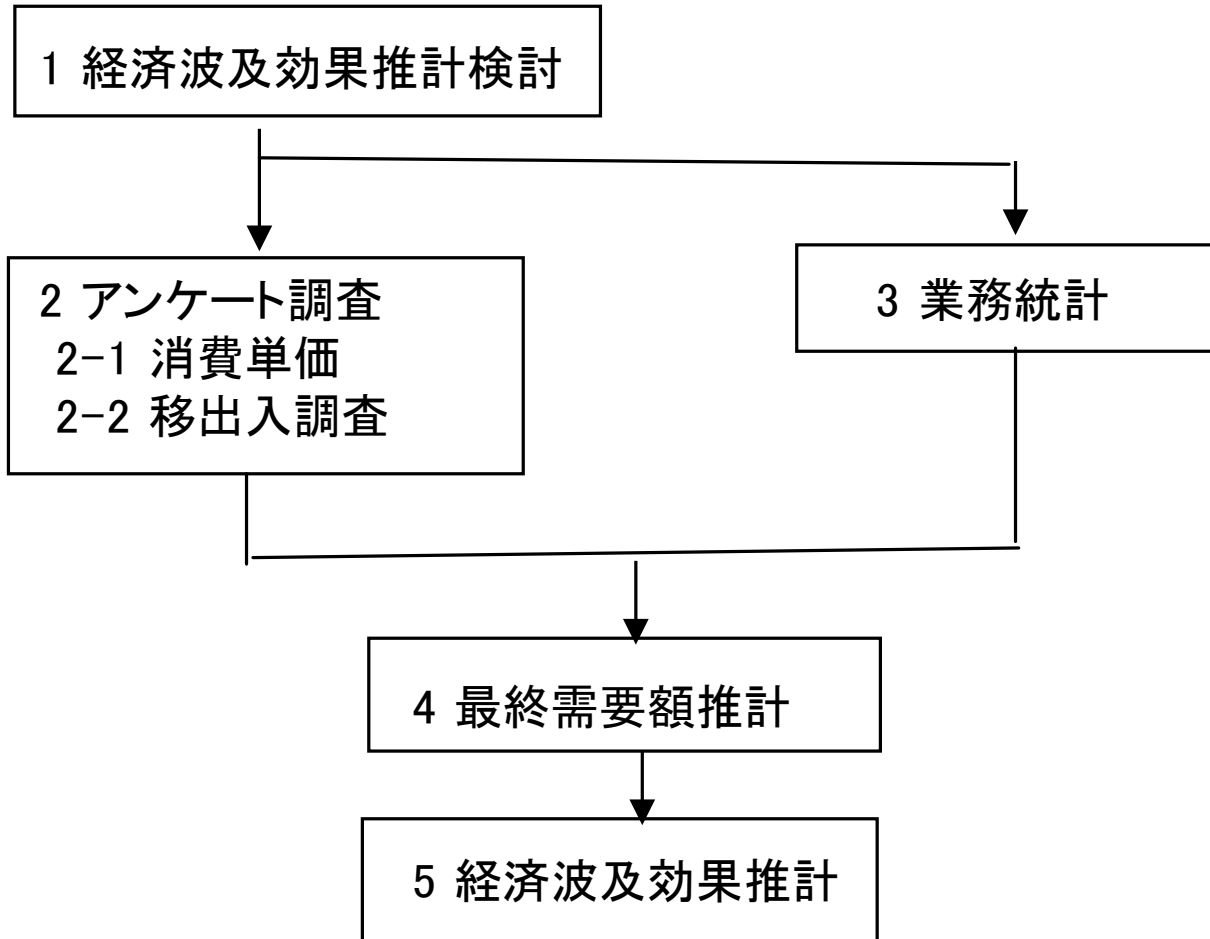 1 経済波及効果推計検討
2 アンケート調査
2-1 消費単価
2-2 移出入調査
3 業務統計
4 最終需要額推計
5 経済波及効果推計